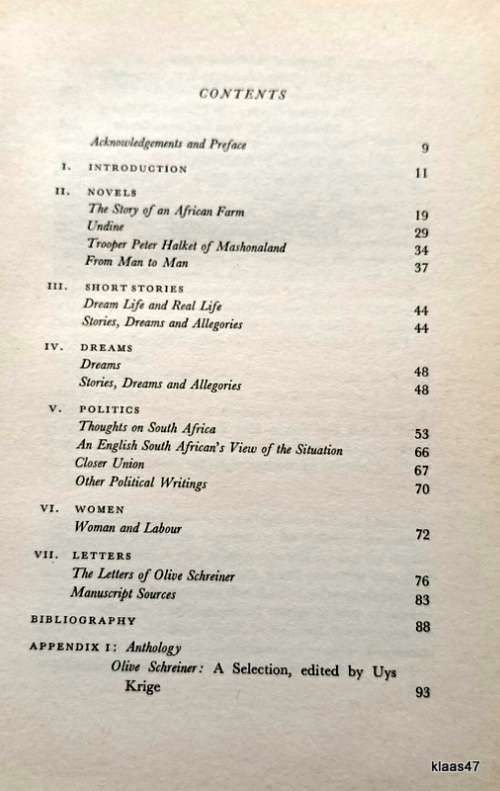 CONTENTS
Acknowledgements and Preface 9
I. INTRODUCTION 11
II. NOVELS
The Story of an African Farm 19
Undine 29
Trooper Peter Halket of Mashonaland 34
From Man to Man 37
III. SHORT STORIES
Dream Life and Real Life 44
Stories, Dreams and Allegories 44
IV. DREAMS
Dreams 48
Stories, Dreams and Allegories 48
V. POLITICS
Thoughts on South Africa 53
An English South African's View of the Situation 66
Closer Union 67
Other Political Writings 70
VI. WOMEN
Woman and Labour 72
VII. LETTERS
The Letters of Olive Schreiner 76
Manuscript Sources 83
BIBLIOGRAPHY 88
APPENDIX I: Anthology
Olive Schreiner: A Selection, edited by Uys
Krige 93
klaas47